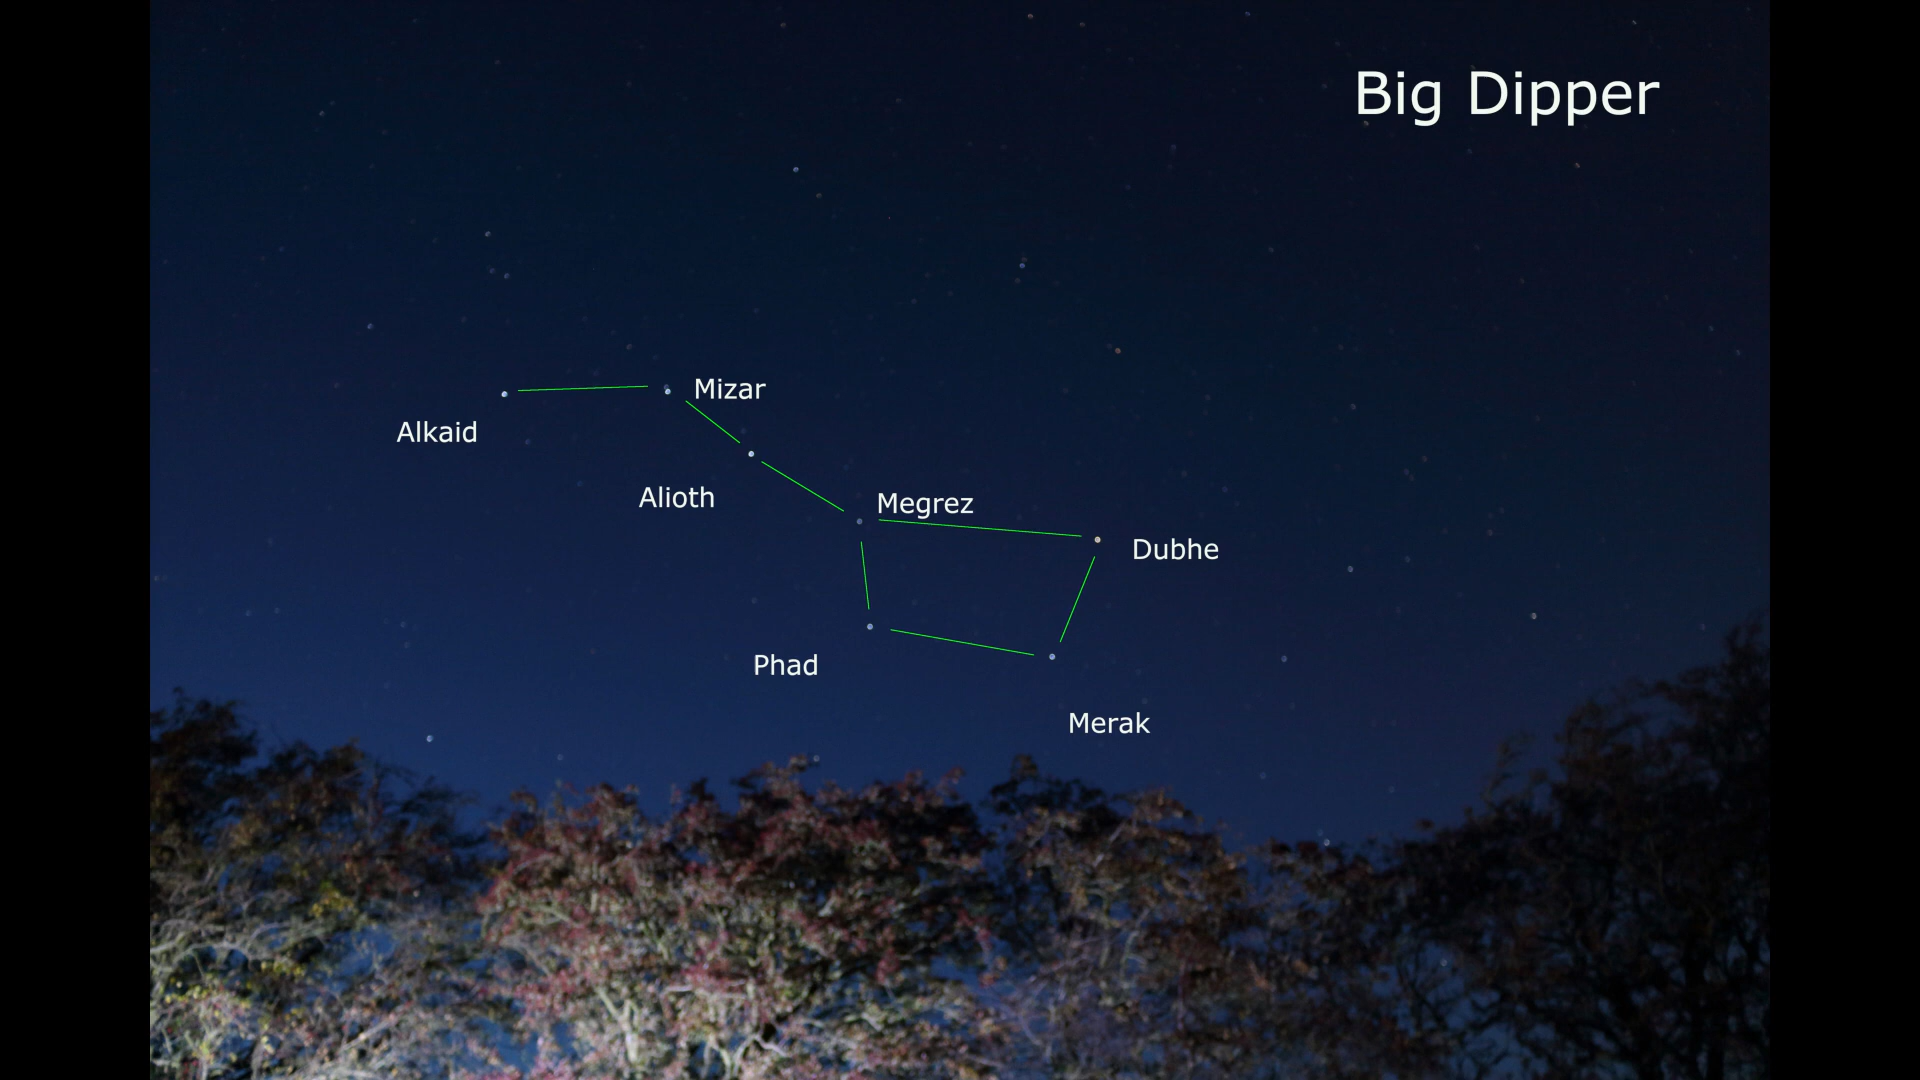 Big Dipper
Mizar
Alkaid
Alioth
Megrez
Dubhe
Phad
Merak